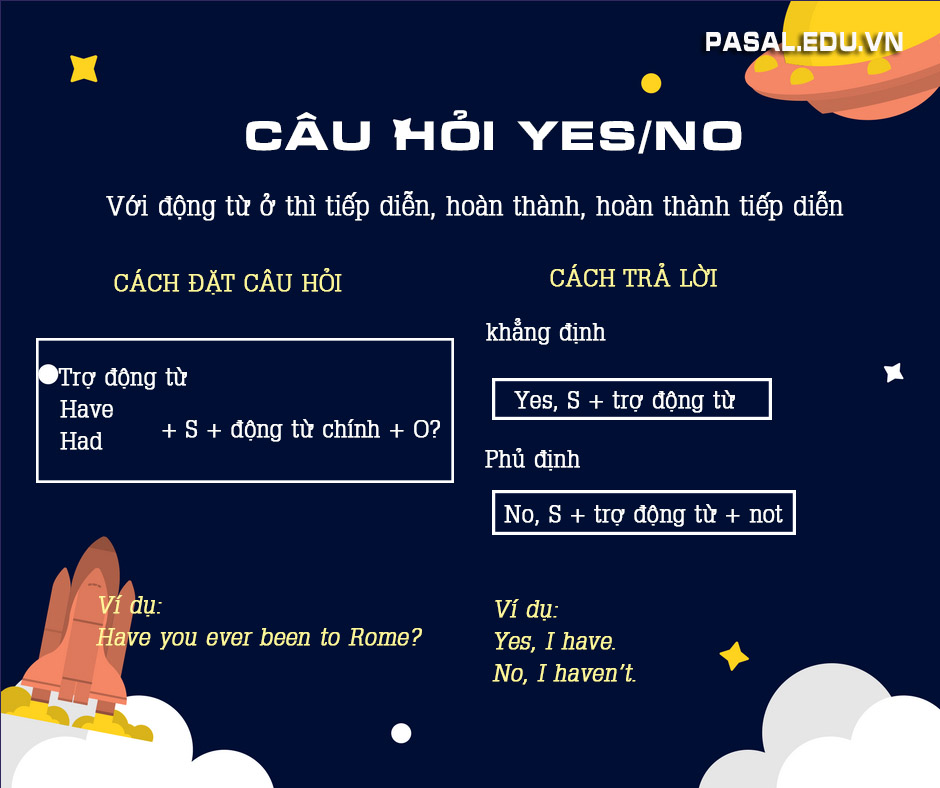 PASAL.EDU.VN
CÂU HỎI YES/NO
Với động từ ở thì tiếp diễn, hoàn thành, hoàn thành tiếp diễn
CÁCH ĐẶT CÂU HỎI
Trợ động từ
Have
Had
+ S + động từ chính + O?
Ví dụ:
Have you ever been to Rome?
CÁCH TRẢ LỜI
khẳng định
Yes, S + trợ động từ
Phủ định
No, S + trợ động từ + not
Ví dụ:
Yes, I have.
No, I haven't.